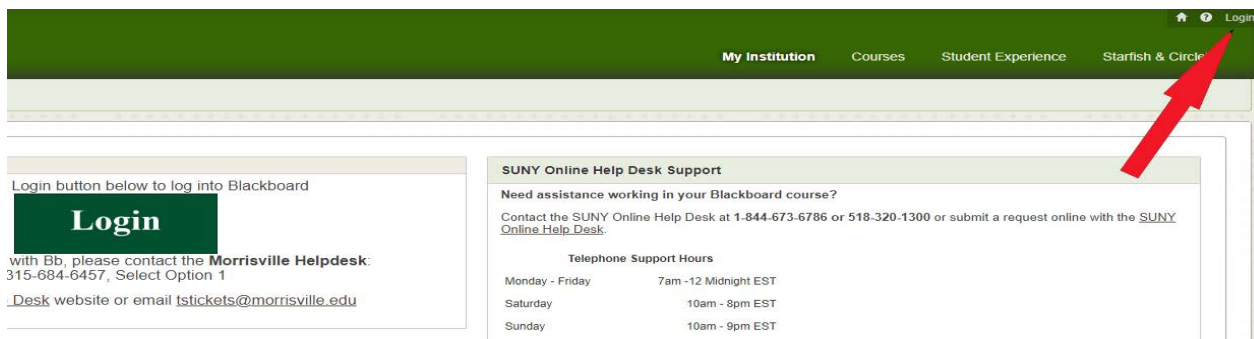 Login
My Institution Courses Student Experience Starfish & Circle
Login button below to log into Blackboard
Login
with Bb, please contact the Morrisville Helpdesk:
315-684-6457, Select Option 1
Desk website or email tstickets@morrisville.edu
SUNY Online Help Desk Support
Need assistance working in your Blackboard course?
Contact the SUNY Online Help Desk at 1-844-673-6786 or 518-320-1300 or submit a request online with the SUNY
Online Help Desk.
Telephone Support Hours
Monday - Friday 7am -12 Midnight EST
Saturday 10am - 8pm EST
Sunday 10am - 9pm EST